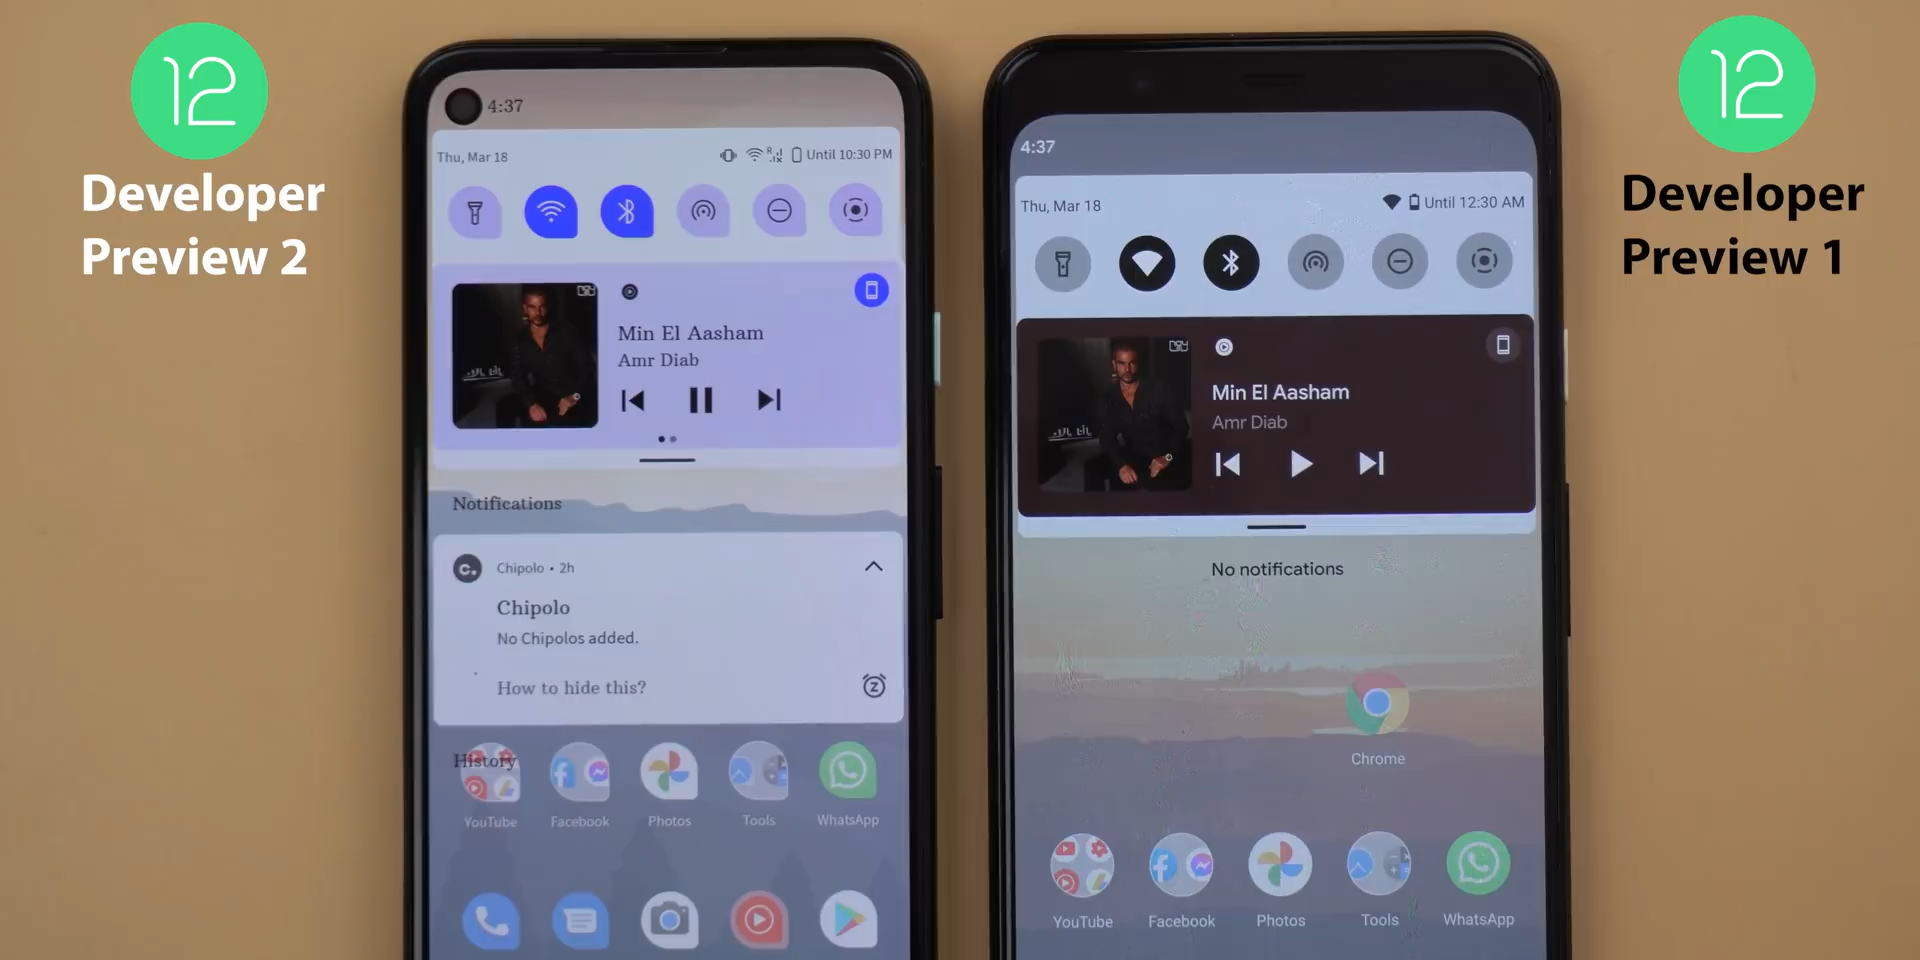 12
Developer
Preview 2
4:37
Thu, Mar 18
Until 10:30 PM
Min El Aasham
Amr Diab
Notifications
Chipolo • 2h
Chipolo
No Chipolos added.
How to hide this?
History
YouTube
Facebook
Photos
Tools
WhatsApp
4:37
Thu, Mar 18
Until 12:30 AM
Min El Aasham
Amr Diab
No notifications
Chrome
YouTube
Facebook
Photos
Tools
WhatsApp
12
Developer
Preview 1